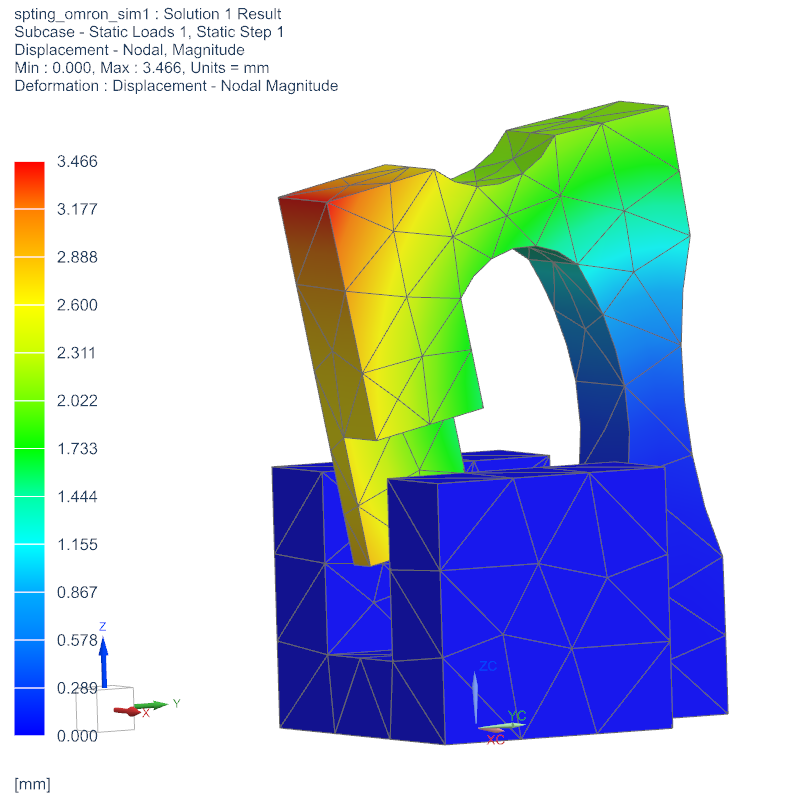 spting_omron_sim1 : Solution 1 Result
Subcase - Static Loads 1, Static Step 1
Displacement - Nodal, Magnitude
Min : 0.000, Max : 3.466, Units = mm
Deformation : Displacement - Nodal Magnitude
3.466
3.177
2.888
2.600
2.311
2.022
1.733
1.444
1.155
0.867
0.578
0.289
0.000
[mm]
Z
Y
X
ZC
YC
XC